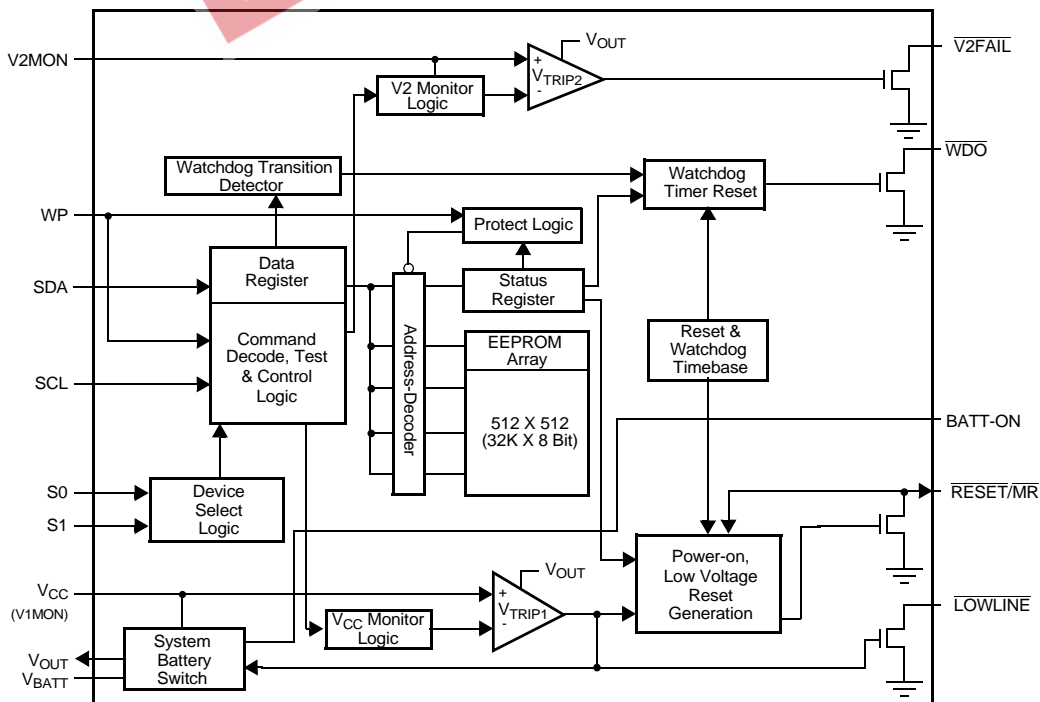 VOUT
V2FAIL
V2MON
+
VTRIP2
-
V2 Monitor
Logic
WDO
Watchdog Transition
Detector
Watchdog
Timer Reset
WP
Protect Logic
Data
Register
Status
Register
SDA
Address-Decoder
Command
Decode, Test
& Control
Logic
EEPROM
Array
Reset &
Watchdog
Timebase
SCL
512 X 512
(32K X 8 Bit)
BATT-ON
S0
S1
Device
Select
Logic
RESET/MR
Power-on,
Low Voltage
Reset
Generation
VOUT
VCC
(V1MON)
+
VTRIP1
-
VCC Monitor
Logic
LOWLINE
System
Battery
Switch
VOUT
VBATT